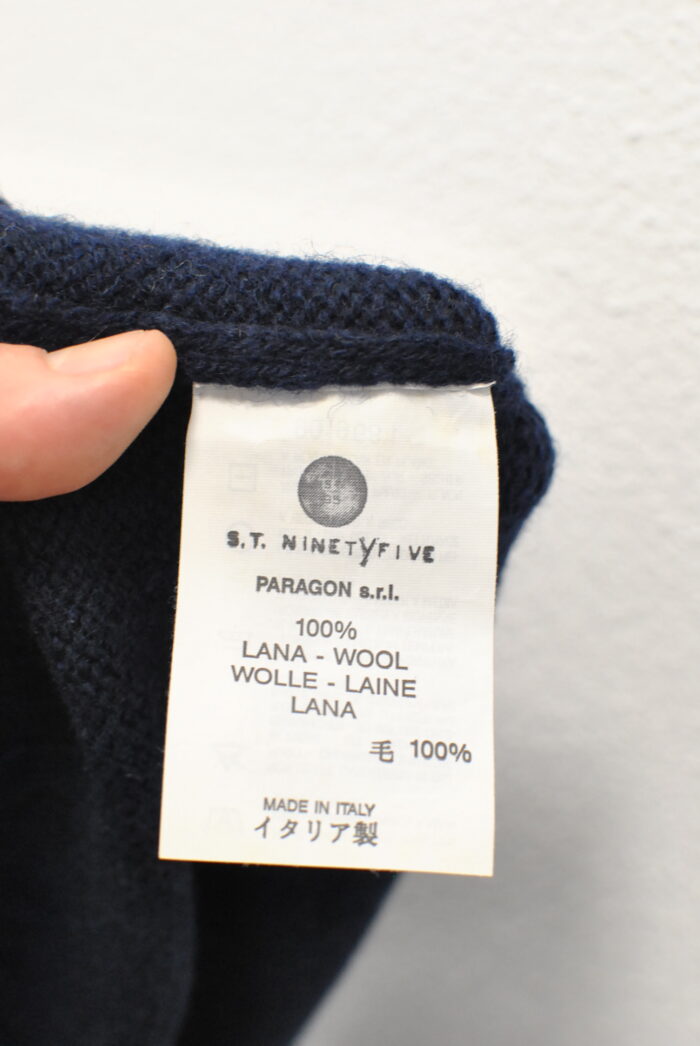 S.T. NINETYFIVE
PARAGON s.r.l.
100%
LANA - WOOL
WOLLE - LAINE
LANA
毛 100%
MADE IN ITALY
イタリア製